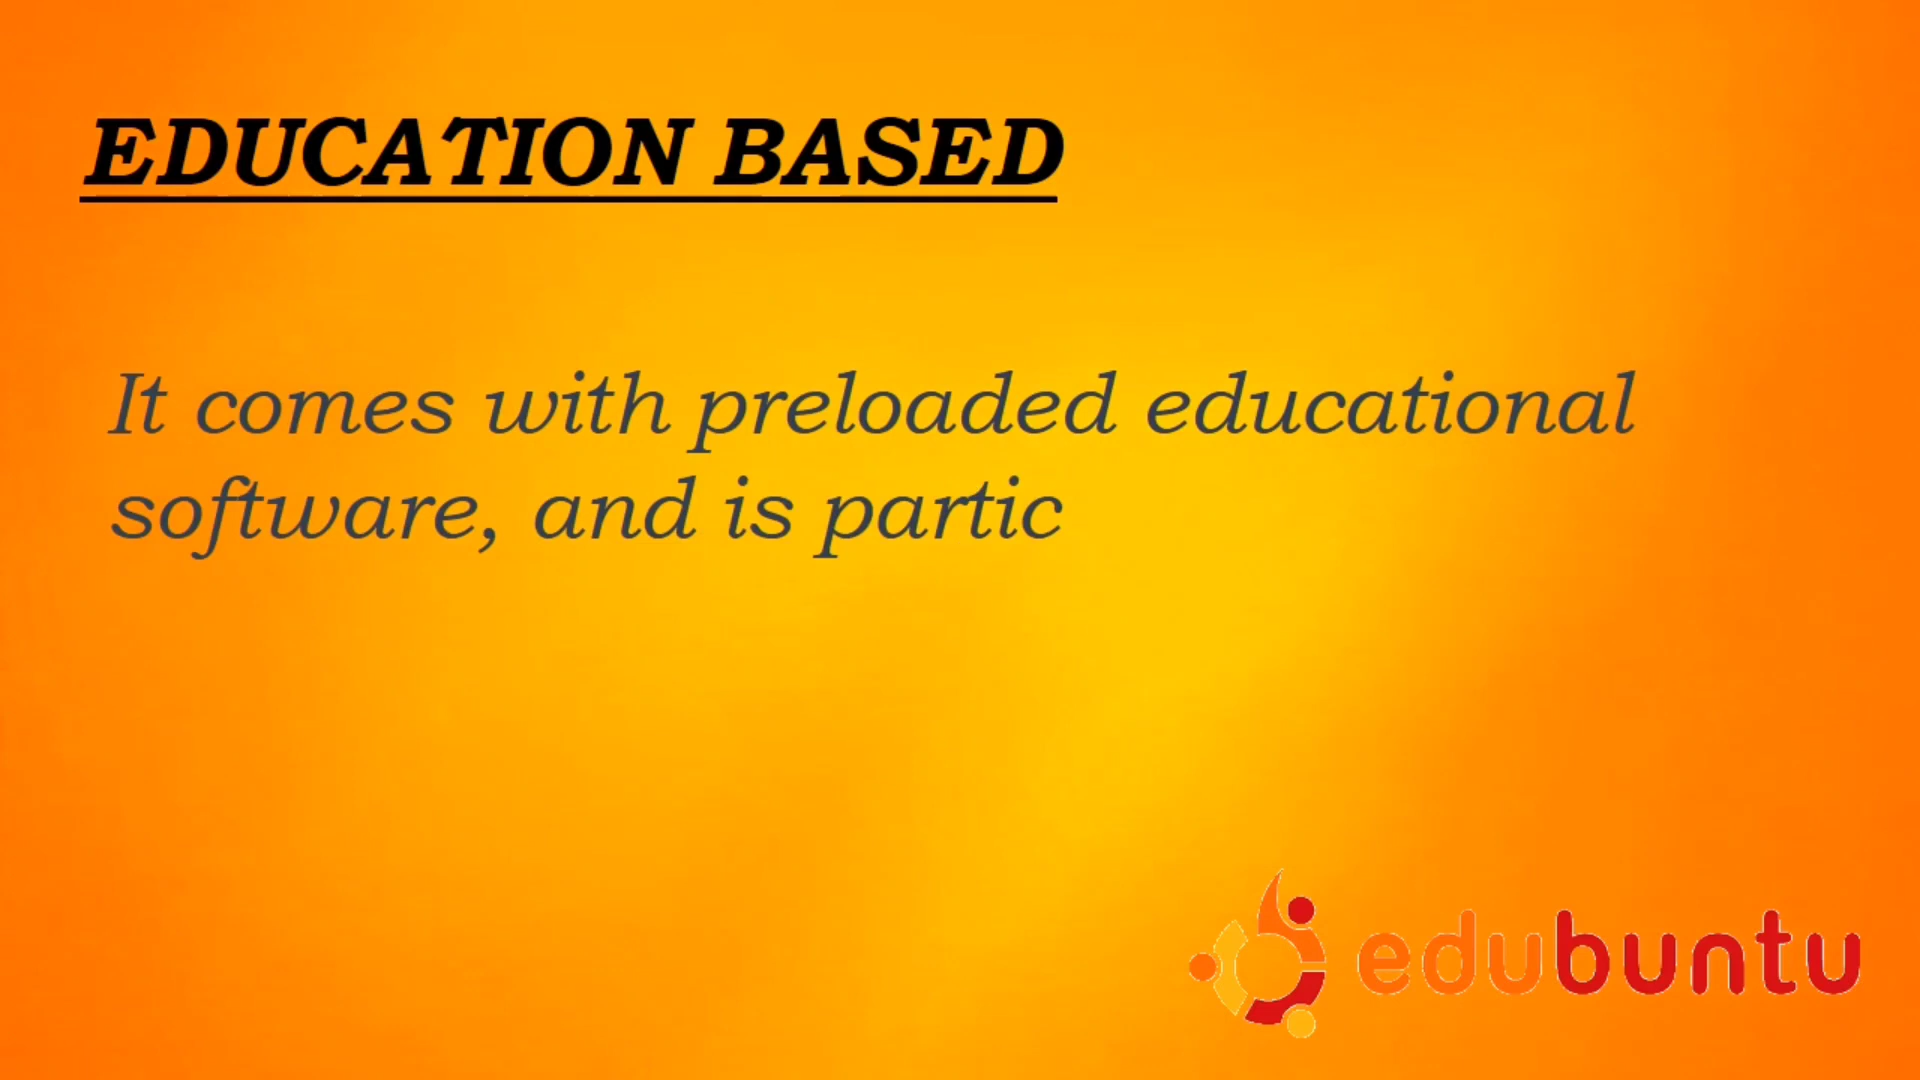 EDUCATION BASED
It comes with preloaded educational
software, and is partic
edubuntu